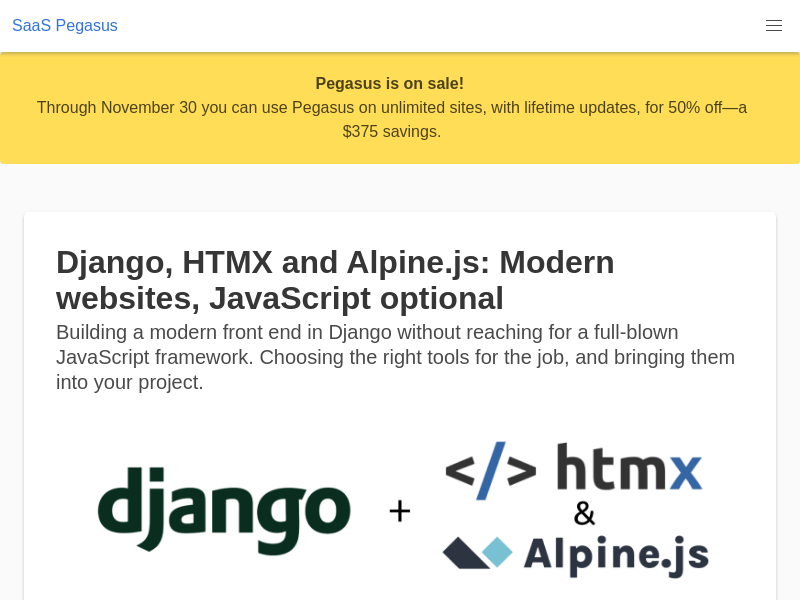 SaaS Pegasus
Pegasus is on sale!
Through November 30 you can use Pegasus on unlimited sites, with lifetime updates, for 50% off—a
$375 savings.
Django, HTMX and Alpine.js: Modern
websites, JavaScript optional
Building a modern front end in Django without reaching for a full-blown
JavaScript framework. Choosing the right tools for the job, and bringing them
into your project.
django + </> htmx
&
Alpine.js